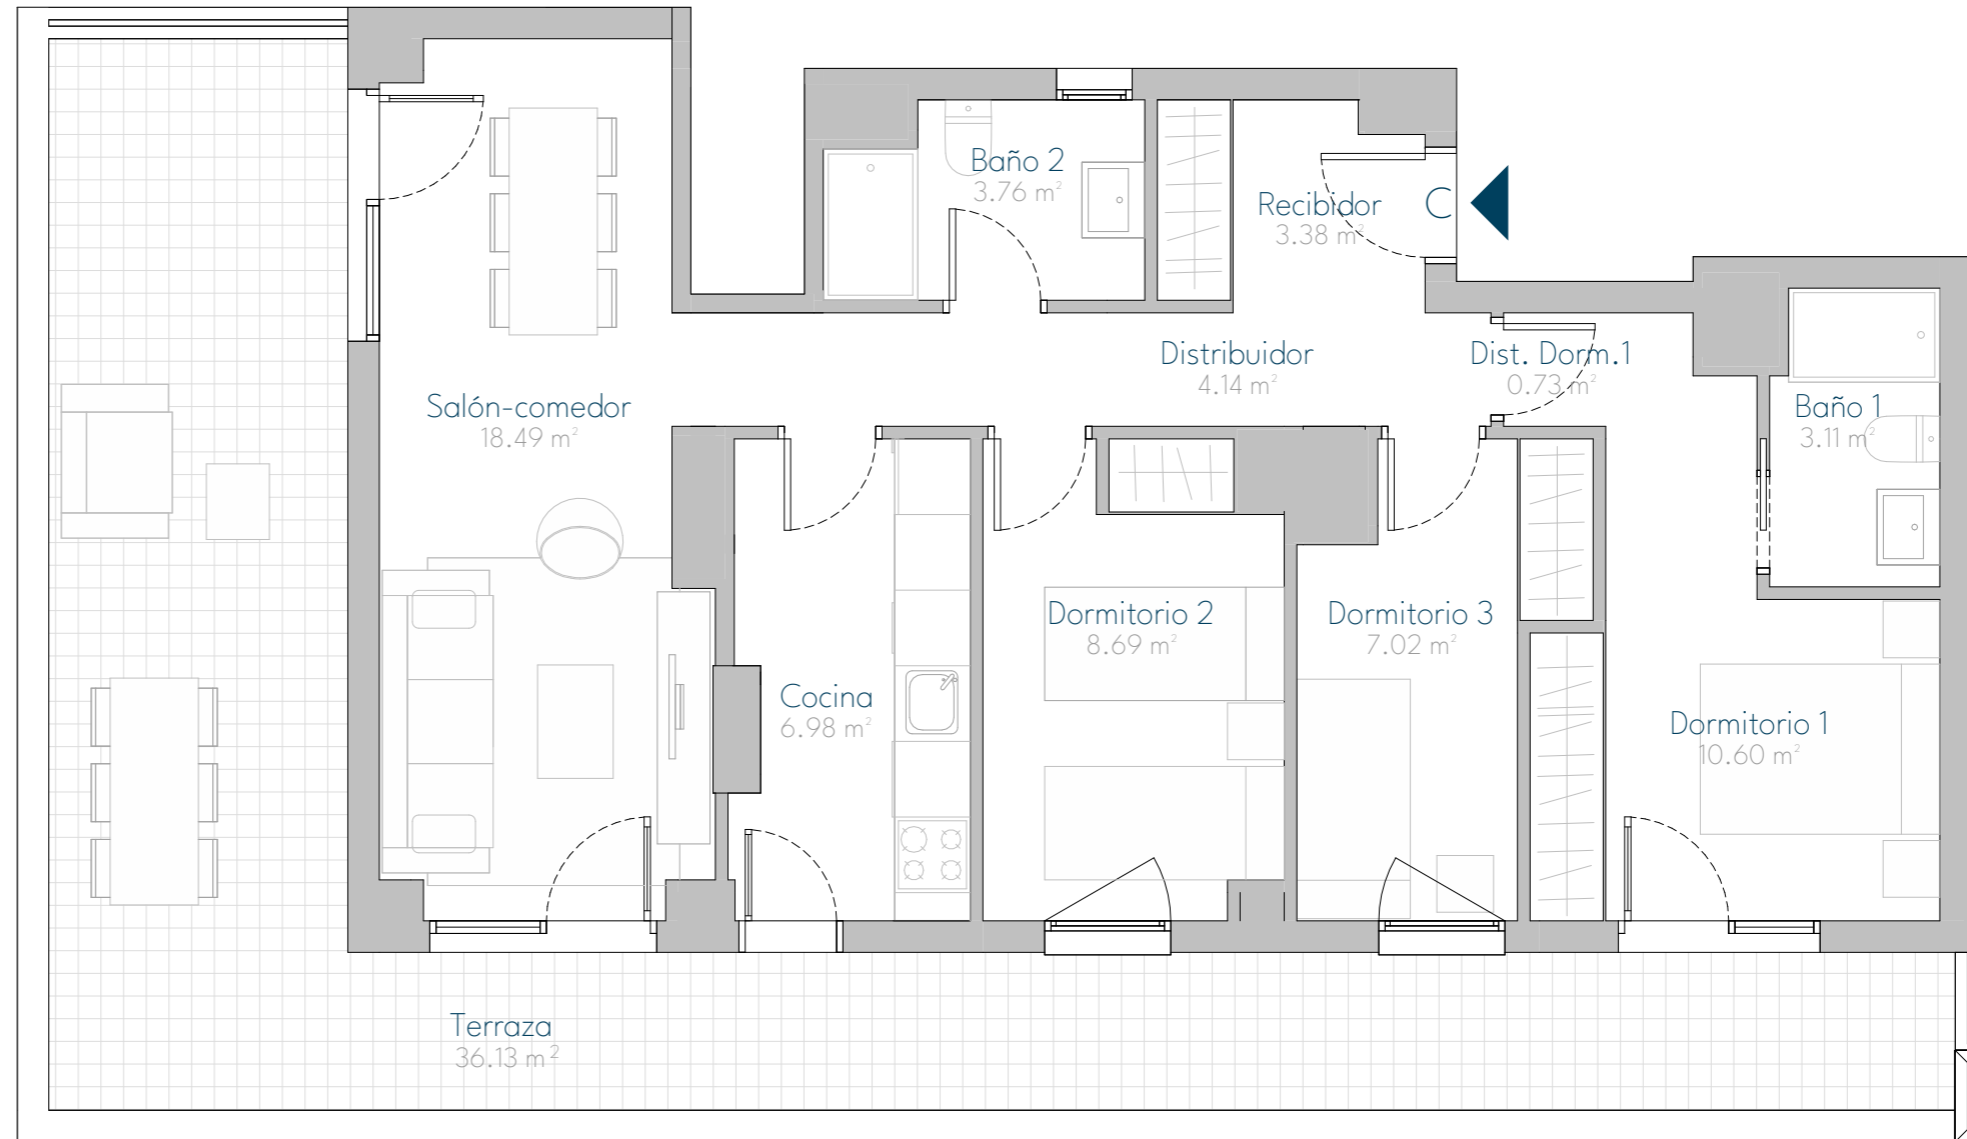 Baño 2
3.76 m²
Recibidor
3.38 m²
C
Distribuidor
4.14 m²
Dist. Dorm.1
0.73 m²
Salón-comedor
18.49 m²
Baño 1
3.11 m²
Dormitorio 2
8.69 m²
Dormitorio 3
7.02 m²
Cocina
6.98 m²
Dormitorio 1
10.60 m²
Terraza
36.13 m²